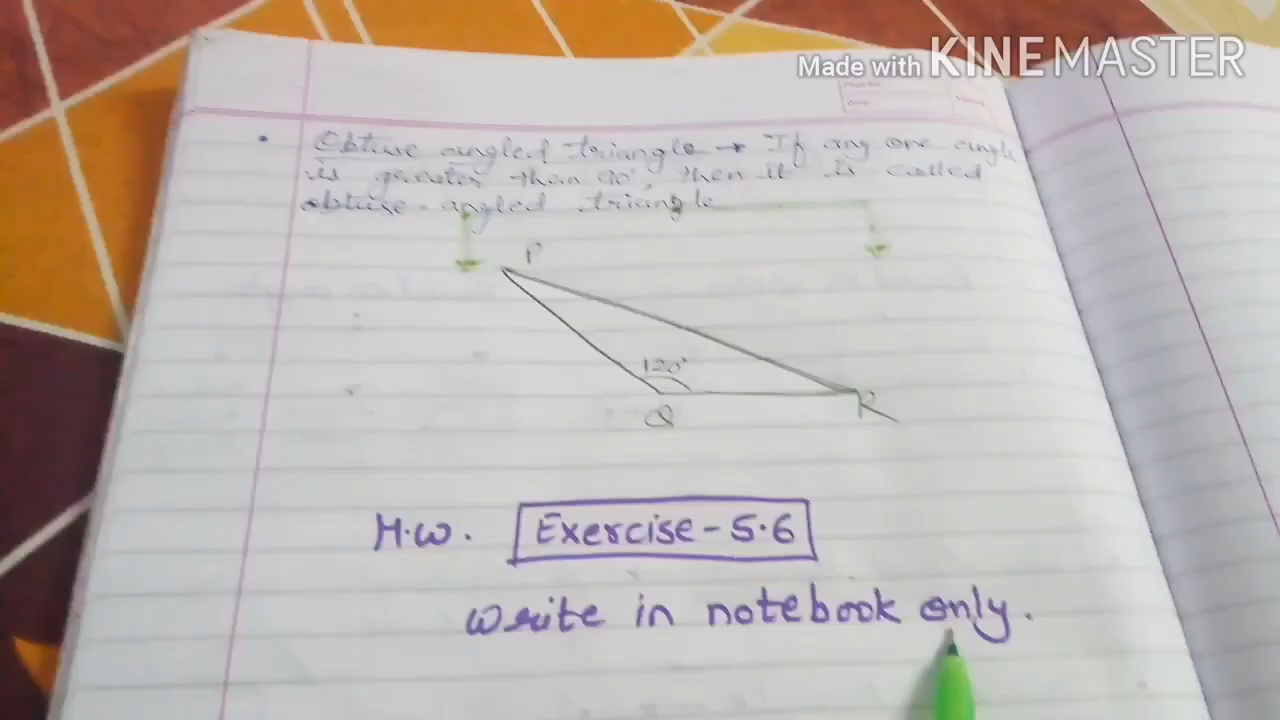 Made with KINEMASTER
• Obtuse angled triangle → If any one angle
is greater than 90°, then it is called
obtuse-angled triangle
P
120°
Q
R
H.W. Exercise - 5.6
write in notebook only.